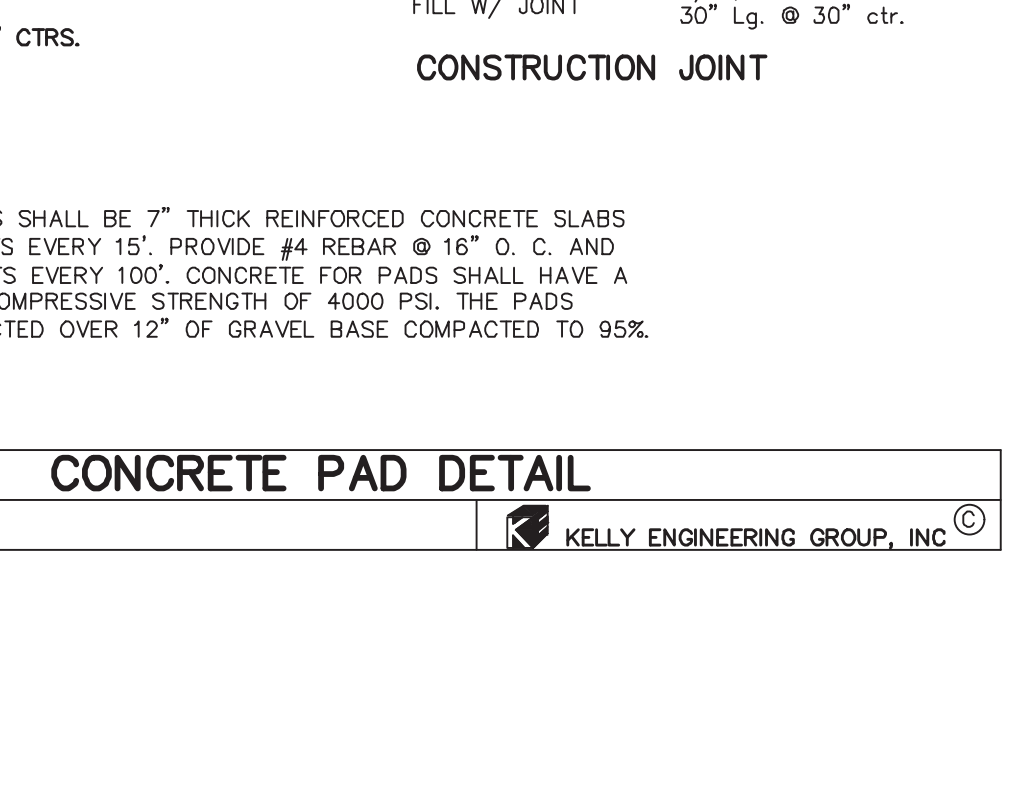 FILL W/ JOINT
30" Lg. @ 30" ctr.
" CTRS.
CONSTRUCTION JOINT
S SHALL BE 7" THICK REINFORCED CONCRETE SLABS
TS EVERY 15'. PROVIDE #4 REBAR @ 16" O. C. AND
TS EVERY 100'. CONCRETE FOR PADS SHALL HAVE A
OMPRESSIVE STRENGTH OF 4000 PSI. THE PADS
CTED OVER 12" OF GRAVEL BASE COMPACTED TO 95%.
CONCRETE PAD DETAIL
K KELLY ENGINEERING GROUP, INC ©